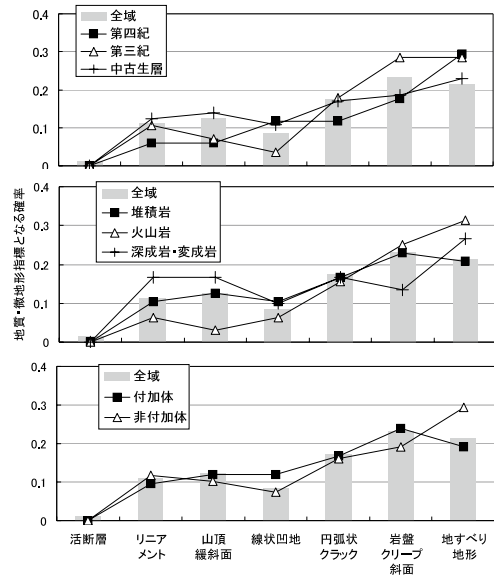 0.4
0.3
0.2
0.1
0
全域
第四紀
第三紀
中古生層
地質・微地形指標となる確率
0.4
0.3
0.2
0.1
0
全域
堆積岩
火山岩
深成岩・変成岩
0.4
0.3
0.2
0.1
0
全域
付加体
非付加体
活断層
リニア
メント
山頂
緩斜面
線状凹地
円弧状
クラック
岩盤
クリープ
斜面
地すべり
地形